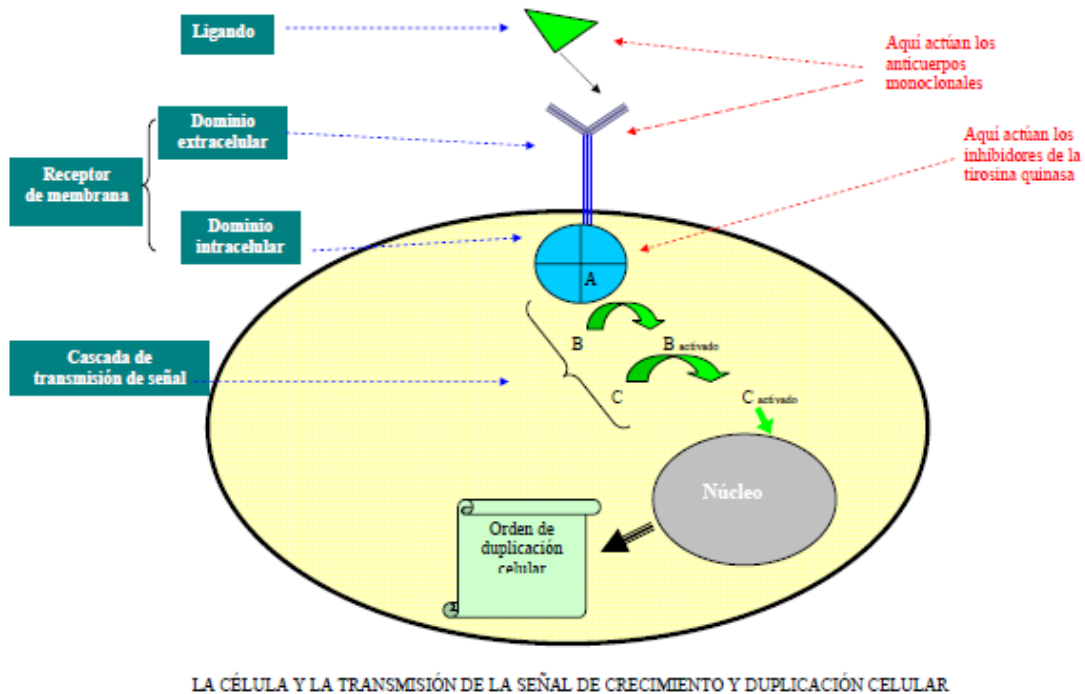 Ligando
Aquí actúan los
anticuerpos
monoclonales
Dominio
extracelular
Aquí actúan los
inhibidores de la
tirosina quinasa
Receptor
de membrana
Dominio
intracelular
A
B
B activado
Cascada de
transmisión de señal
C
C activado
Núcleo
Orden de
duplicación
celular
LA CÉLULA Y LA TRANSMISIÓN DE LA SEÑAL DE CRECIMIENTO Y DUPLICACIÓN CELULAR